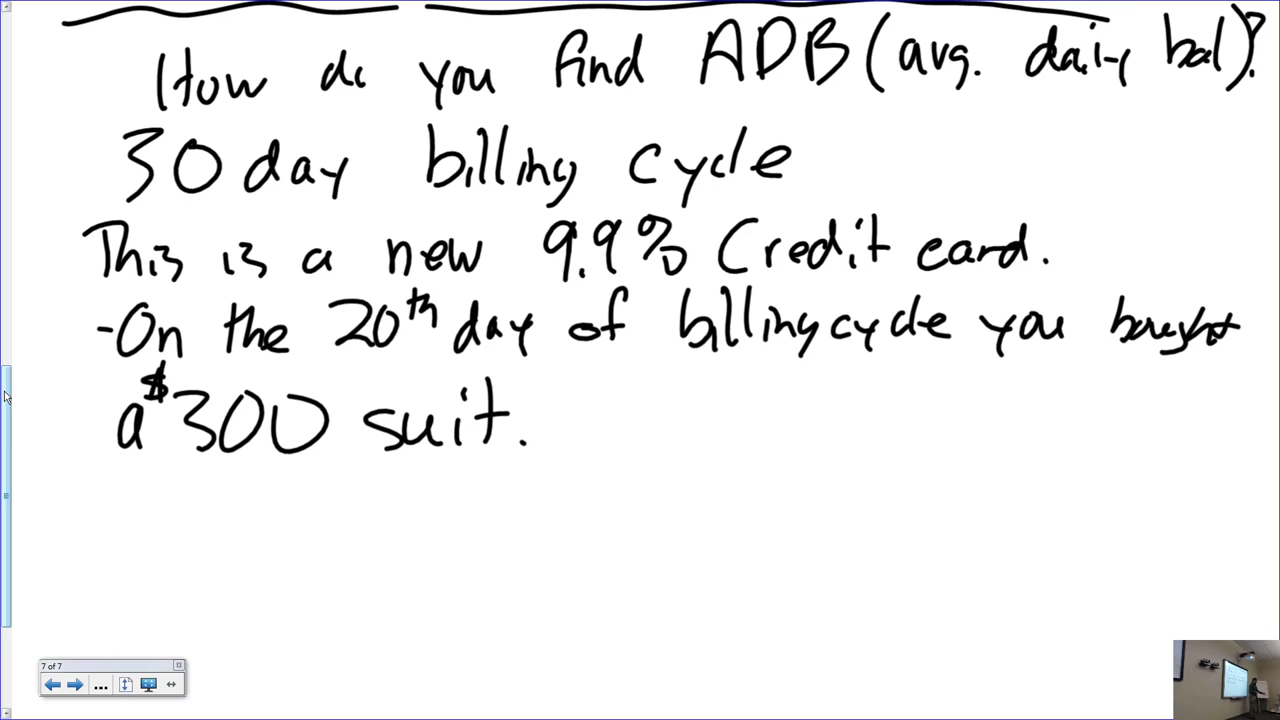 How do you find ADB (avg. daily bal)?
30 day billing cycle
This is a new 9.9% Credit card.
-On the 20th day of billing cycle you bought
a $300 suit.
7 of 7
...